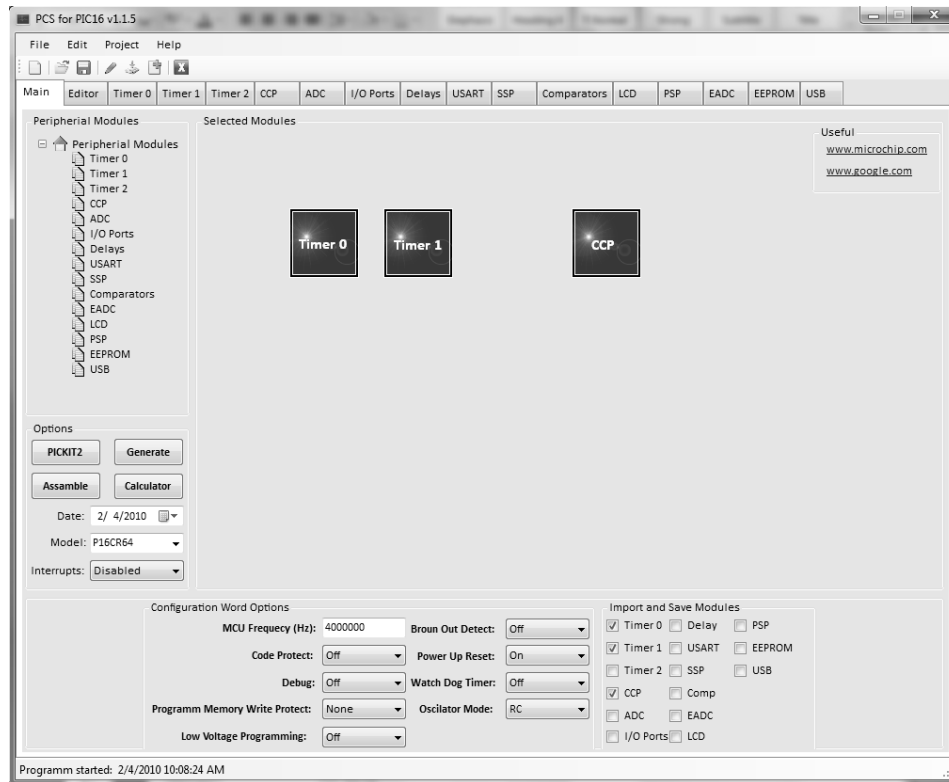 PCS for PIC16 v1.1.5
File Edit Project Help
Main Editor Timer 0 Timer 1 Timer 2 CCP ADC I/O Ports Delays USART SSP Comparators LCD PSP EADC EEPROM USB
Peripherial Modules
Peripherial Modules
Timer 0
Timer 1
Timer 2
CCP
ADC
I/O Ports
Delays
USART
SSP
Comparators
EADC
LCD
PSP
EEPROM
USB
Selected Modules
Timer 0 Timer 1 CCP
Useful
www.microchip.com
www.google.com
Options
PICKIT2 Generate
Assamble Calculator
Date: 2/ 4/2010
Model: P16CR64
Interrupts: Disabled
Configuration Word Options
MCU Frequecy (Hz): 4000000 Broun Out Detect: Off
Code Protect: Off Power Up Reset: On
Debug: Off Watch Dog Timer: Off
Programm Memory Write Protect: None Oscilator Mode: RC
Low Voltage Programming: Off
Import and Save Modules
Timer 0 Delay PSP
Timer 1 USART EEPROM
Timer 2 SSP USB
CCP Comp
ADC EADC
I/O Ports LCD
Programm started: 2/4/2010 10:08:24 AM